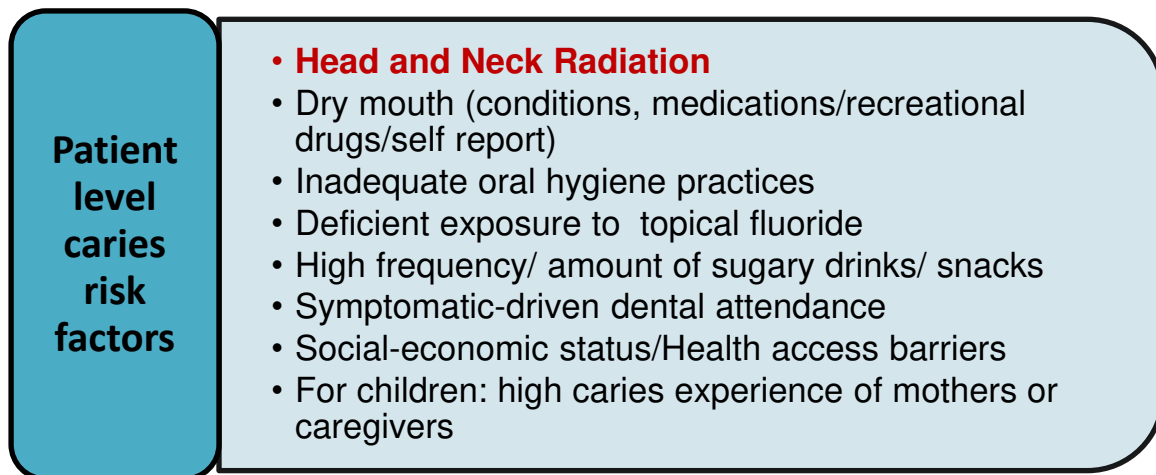 Patient
level
caries
risk
factors
• Head and Neck Radiation
• Dry mouth (conditions, medications/recreational
drugs/self report)
• Inadequate oral hygiene practices
• Deficient exposure to  topical fluoride
• High frequency/ amount of sugary drinks/ snacks
• Symptomatic-driven dental attendance
• Social-economic status/Health access barriers
• For children: high caries experience of mothers or
caregivers